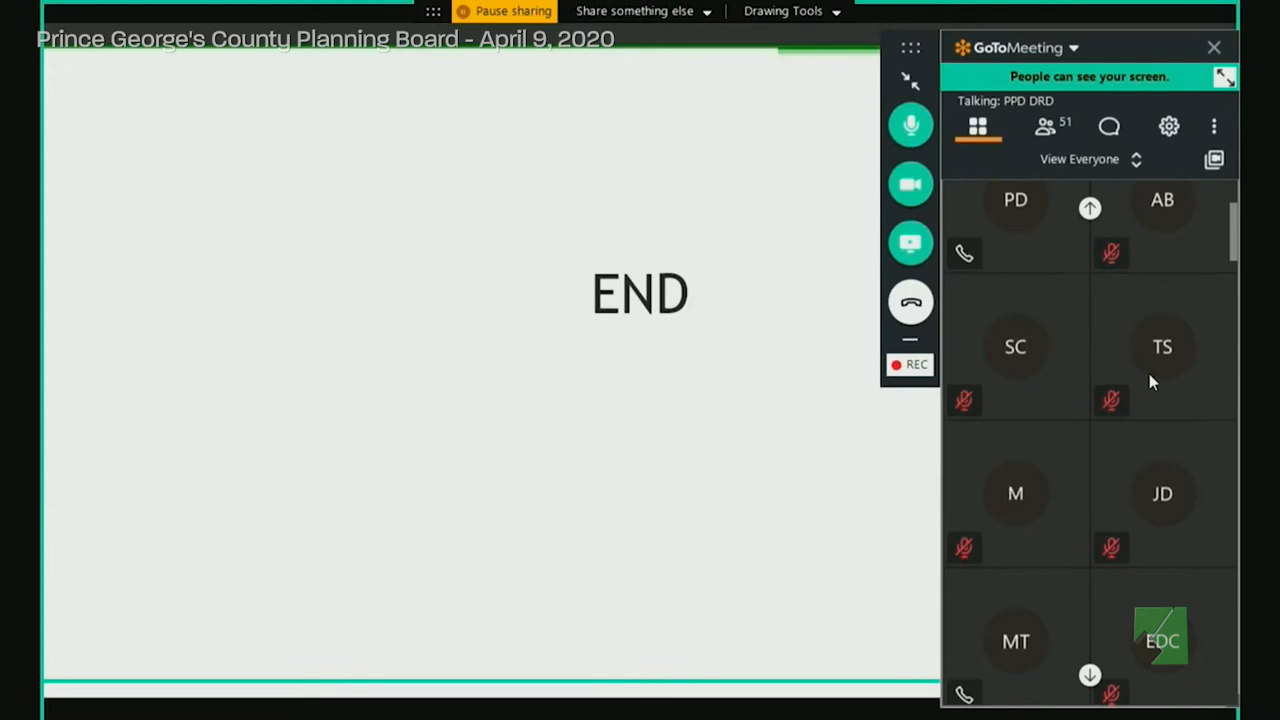 Pause sharing
Share something else
Drawing Tools
Prince George's County Planning Board - April 9, 2020
GoToMeeting
People can see your screen.
Talking: PPD DRD
51
View Everyone
PD
AB
END
SC
TS
REC
M
JD
MT
EDC